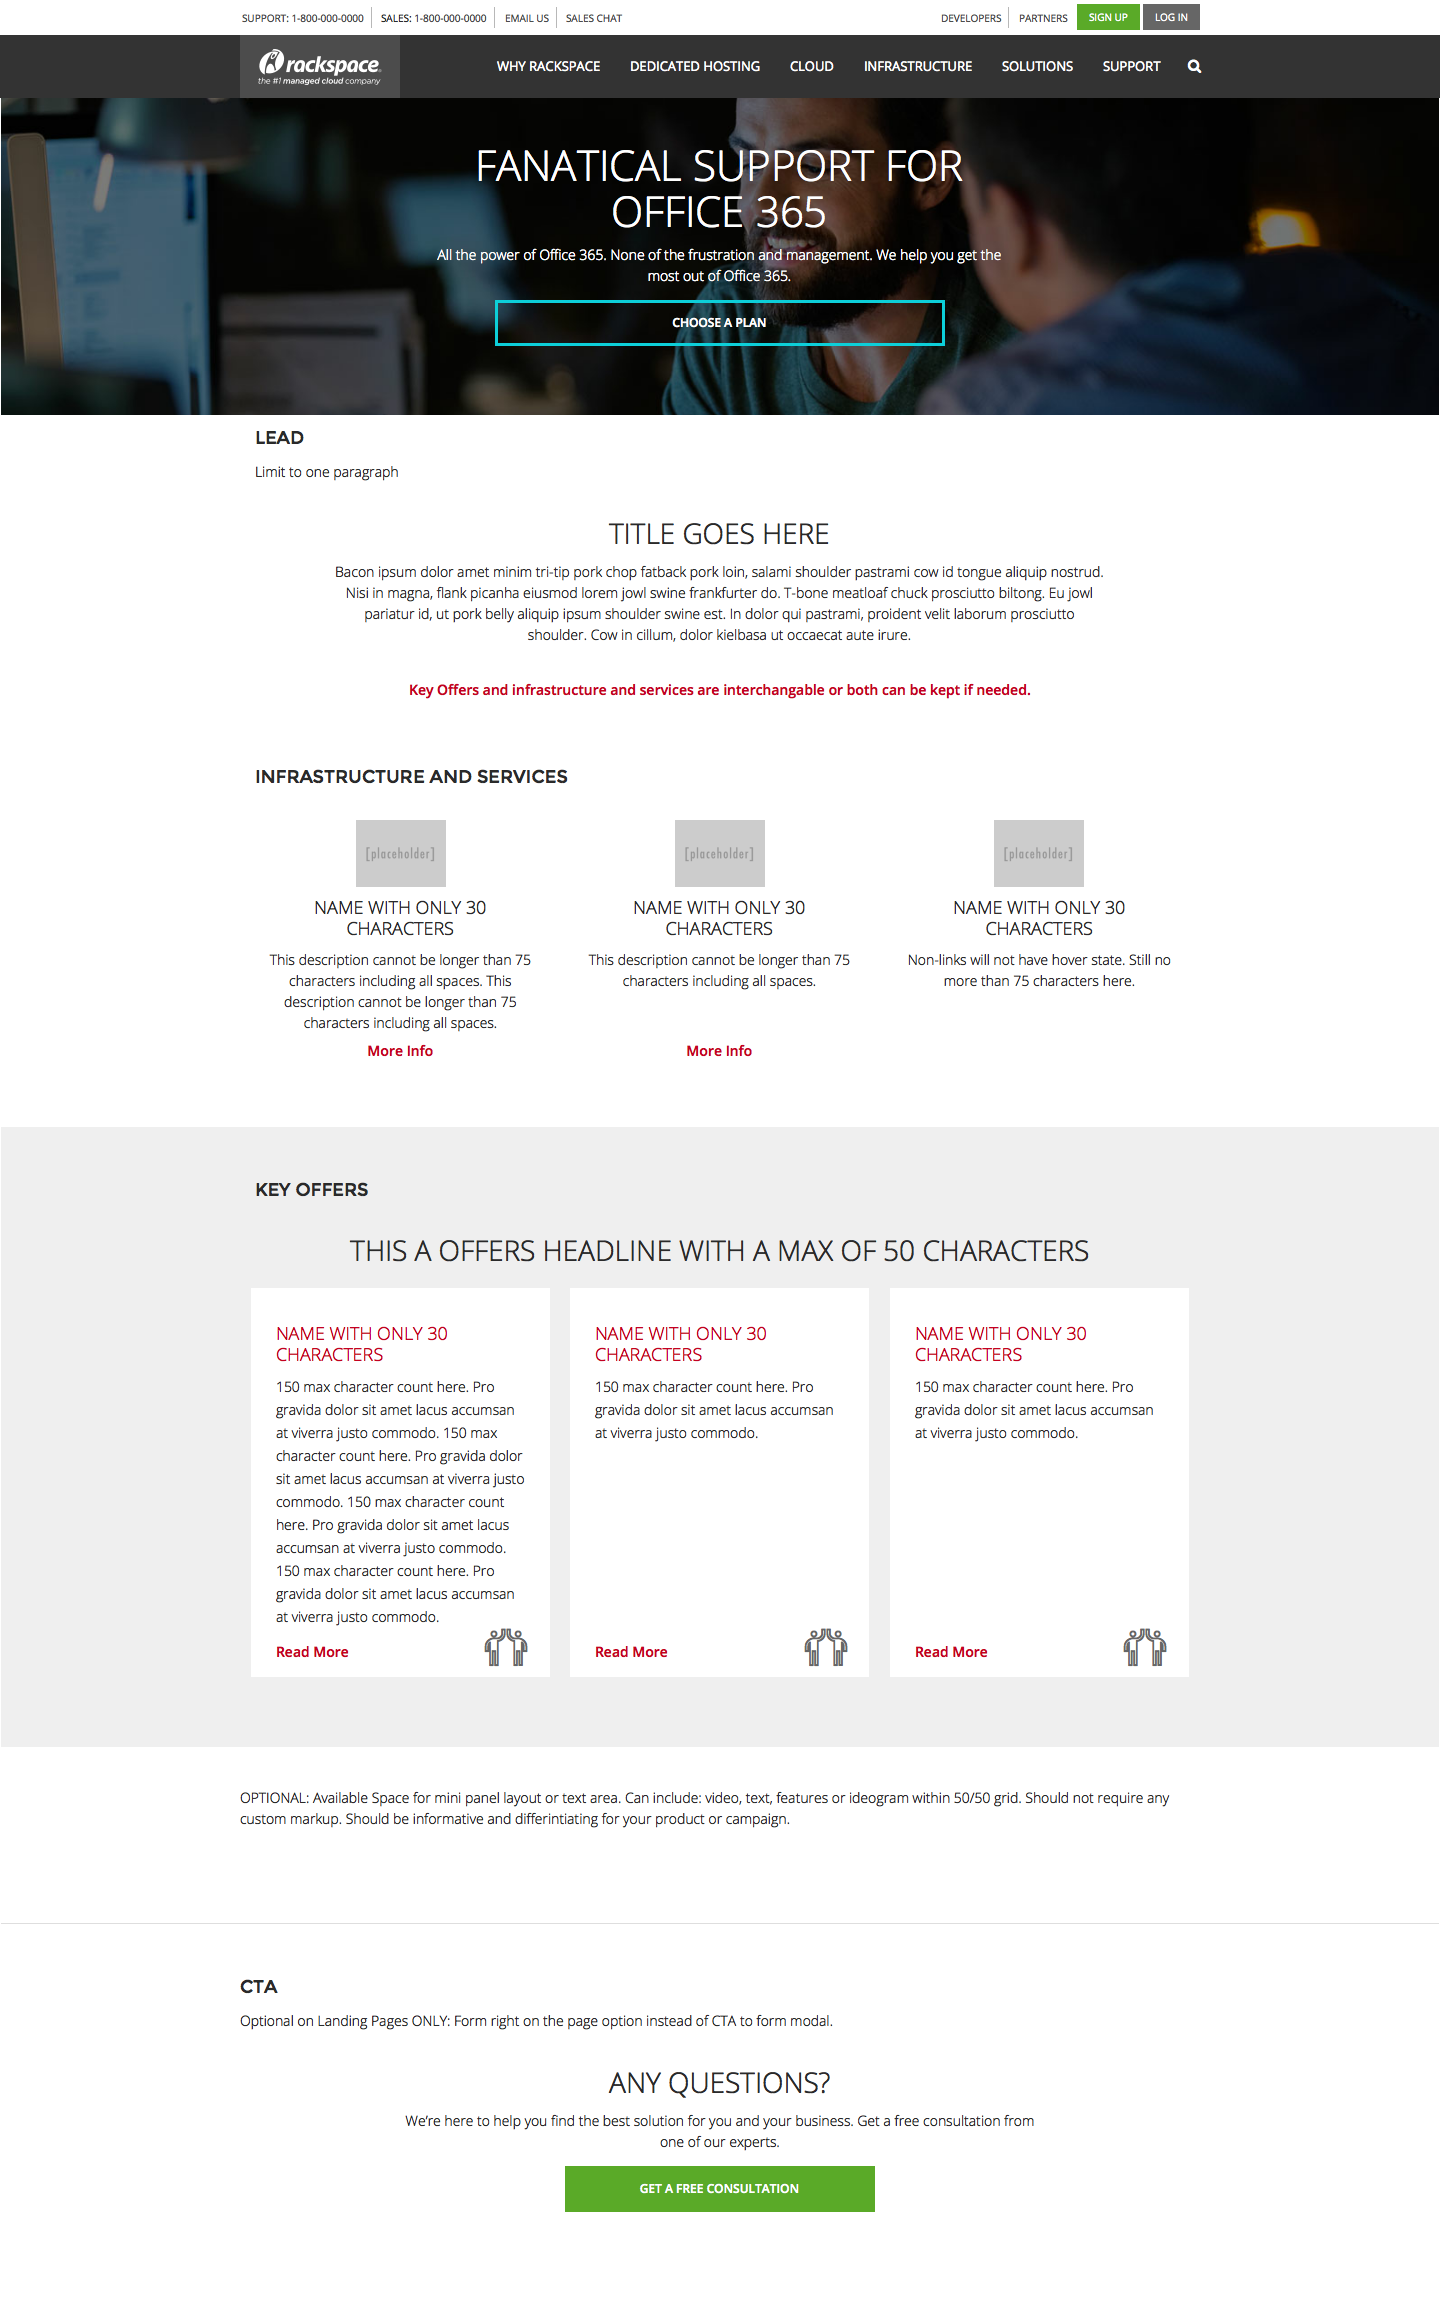 SUPPORT: 1-800-000-0000 SALES: 1-800-000-0000 EMAIL US SALES CHAT DEVELOPERS PARTNERS SIGN UP LOG IN
rackspace
the #1 managed cloud company
WHY RACKSPACE DEDICATED HOSTING CLOUD INFRASTRUCTURE SOLUTIONS SUPPORT
FANATICAL SUPPORT FOR
OFFICE 365
All the power of Office 365. None of the frustration and management. We help you get the
most out of Office 365.
CHOOSE A PLAN
LEAD
Limit to one paragraph
TITLE GOES HERE
Bacon ipsum dolor amet minim tri-tip pork chop fatback pork loin, salami shoulder pastrami cow id tongue aliquip nostrud.
Nisi in magna, flank picanha eiusmod lorem jowl swine frankfurter do. T-bone meatloaf chuck prosciutto biltong. Eu jowl
pariatur id, ut pork belly aliquip ipsum shoulder swine est. In dolor qui pastrami, proident velit laborum prosciutto
shoulder. Cow in cillum, dolor kielbasa ut occaecat aute irure.
Key Offers and infrastructure and services are interchangable or both can be kept if needed.
INFRASTRUCTURE AND SERVICES
[placeholder]
NAME WITH ONLY 30
CHARACTERS
This description cannot be longer than 75
characters including all spaces. This
description cannot be longer than 75
characters including all spaces.
More Info
[placeholder]
NAME WITH ONLY 30
CHARACTERS
This description cannot be longer than 75
characters including all spaces.
More Info
[placeholder]
NAME WITH ONLY 30
CHARACTERS
Non-links will not have hover state. Still no
more than 75 characters here.
KEY OFFERS
THIS A OFFERS HEADLINE WITH A MAX OF 50 CHARACTERS
NAME WITH ONLY 30
CHARACTERS
150 max character count here. Pro
gravida dolor sit amet lacus accumsan
at viverra justo commodo. 150 max
character count here. Pro gravida dolor
sit amet lacus accumsan at viverra justo
commodo. 150 max character count
here. Pro gravida dolor sit amet lacus
accumsan at viverra justo commodo.
150 max character count here. Pro
gravida dolor sit amet lacus accumsan
at viverra justo commodo.
Read More
NAME WITH ONLY 30
CHARACTERS
150 max character count here. Pro
gravida dolor sit amet lacus accumsan
at viverra justo commodo.
Read More
NAME WITH ONLY 30
CHARACTERS
150 max character count here. Pro
gravida dolor sit amet lacus accumsan
at viverra justo commodo.
Read More
OPTIONAL: Available Space for mini panel layout or text area. Can include: video, text, features or ideogram within 50/50 grid. Should not require any
custom markup. Should be informative and differintiating for your product or campaign.
CTA
Optional on Landing Pages ONLY: Form right on the page option instead of CTA to form modal.
ANY QUESTIONS?
We're here to help you find the best solution for you and your business. Get a free consultation from
one of our experts.
GET A FREE CONSULTATION